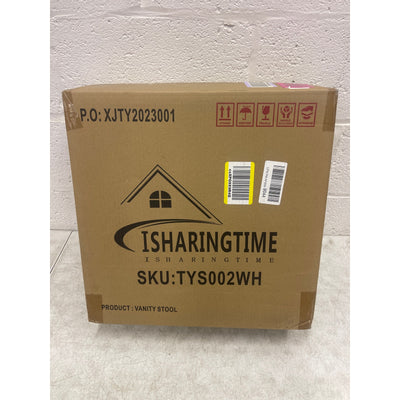 P.O: XJTY2023001
ISHARINGTIME
ISHARINGTIME
SKU:TYS002WH
PRODUCT : VANITY STOOL